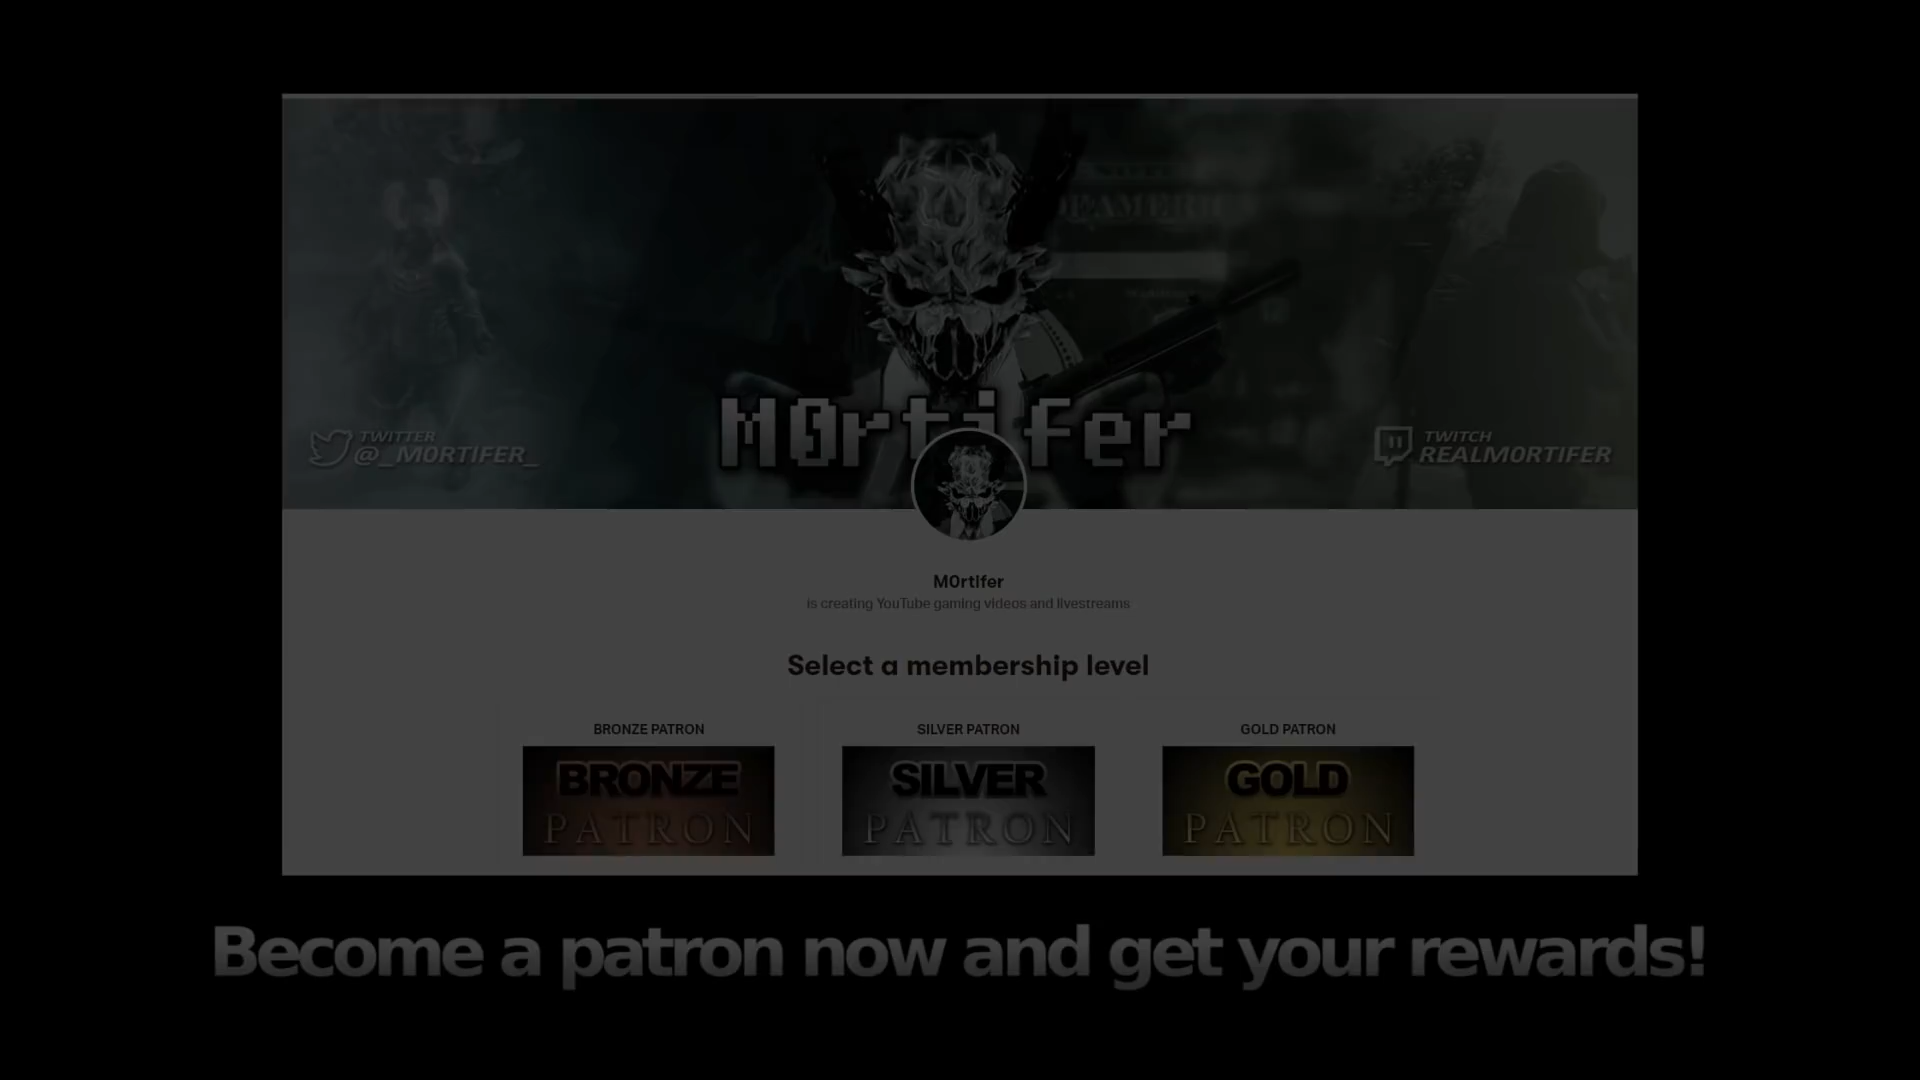 M0rtifer
TWITTER
@_M0RTIFER_
TWITCH
REALMORTIFER
M0rtifer
is creating YouTube gaming videos and livestreams
Select a membership level
BRONZE PATRON
SILVER PATRON
GOLD PATRON
BRONZE
PATRON
SILVER
PATRON
GOLD
PATRON
Become a patron now and get your rewards!